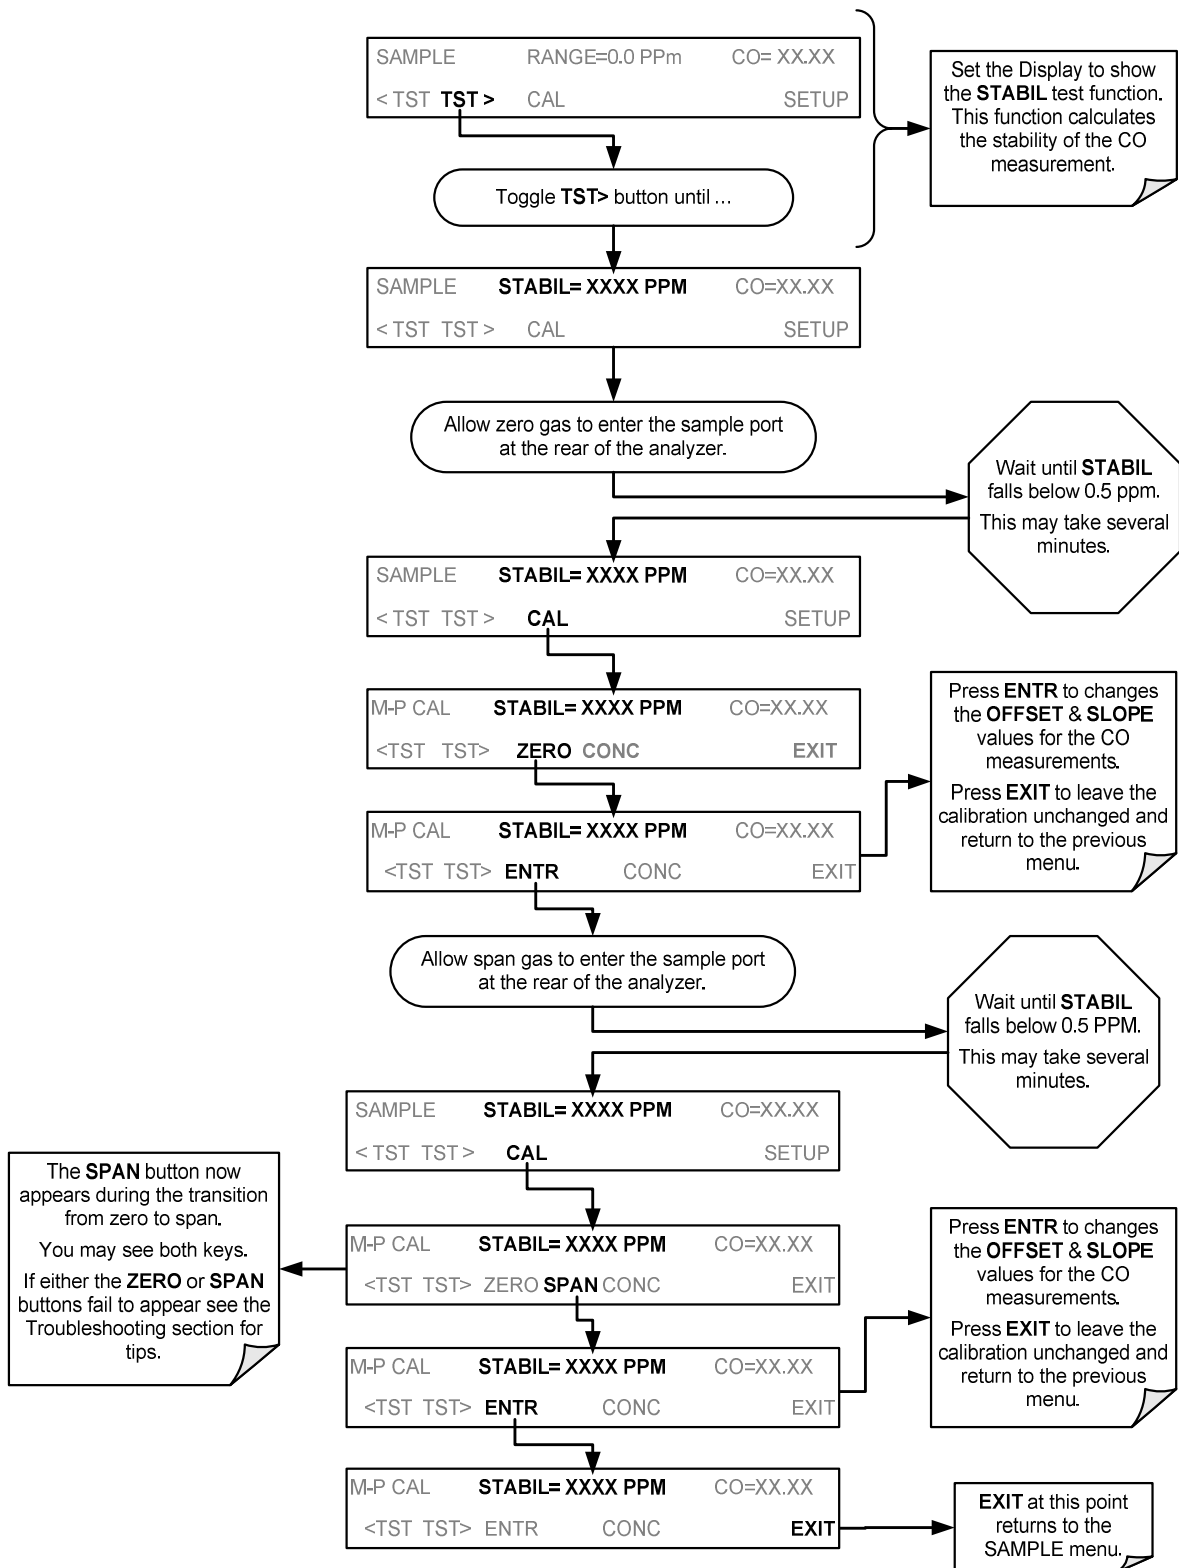 SAMPLE RANGE=0.0 PPm CO= XX.XX
< TST TST > CAL SETUP
Set the Display to show
the STABIL test function.
This function calculates
the stability of the CO
measurement.
Toggle TST> button until ...
SAMPLE STABIL= XXXX PPM CO=XX.XX
< TST TST > CAL SETUP
Allow zero gas to enter the sample port
at the rear of the analyzer.
Wait until STABIL
falls below 0.5 ppm.
This may take several
minutes.
SAMPLE STABIL= XXXX PPM CO=XX.XX
< TST TST > CAL SETUP
M-P CAL STABIL= XXXX PPM CO=XX.XX
<TST TST> ZERO CONC EXIT
M-P CAL STABIL= XXXX PPM CO=XX.XX
<TST TST> ENTR CONC EXIT
Press ENTR to changes
the OFFSET & SLOPE
values for the CO
measurements.
Press EXIT to leave the
calibration unchanged and
return to the previous
menu.
Allow span gas to enter the sample port
at the rear of the analyzer.
Wait until STABIL
falls below 0.5 PPM.
This may take several
minutes.
SAMPLE STABIL= XXXX PPM CO=XX.XX
< TST TST > CAL SETUP
The SPAN button now
appears during the transition
from zero to span.
You may see both keys.
If either the ZERO or SPAN
buttons fail to appear see the
Troubleshooting section for
tips.
M-P CAL STABIL= XXXX PPM CO=XX.XX
<TST TST> ZERO SPAN CONC EXIT
M-P CAL STABIL= XXXX PPM CO=XX.XX
<TST TST> ENTR CONC EXIT
Press ENTR to changes
the OFFSET & SLOPE
values for the CO
measurements.
Press EXIT to leave the
calibration unchanged and
return to the previous
menu.
M-P CAL STABIL= XXXX PPM CO=XX.XX
<TST TST> ENTR CONC EXIT
EXIT at this point
returns to the
SAMPLE menu.